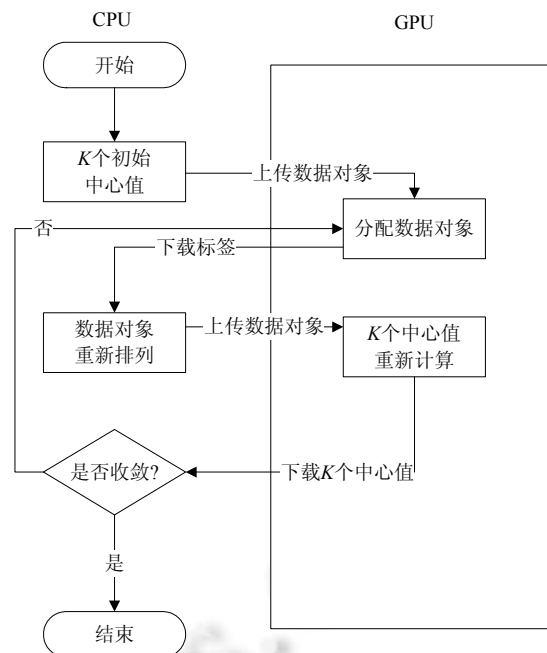 CPU
GPU
开始
K个初始
中心值
上传数据对象
否
分配数据对象
下载标签
数据对象
重新排列
上传数据对象
K个中心值
重新计算
是否收敛?
下载K个中心值
是
结束